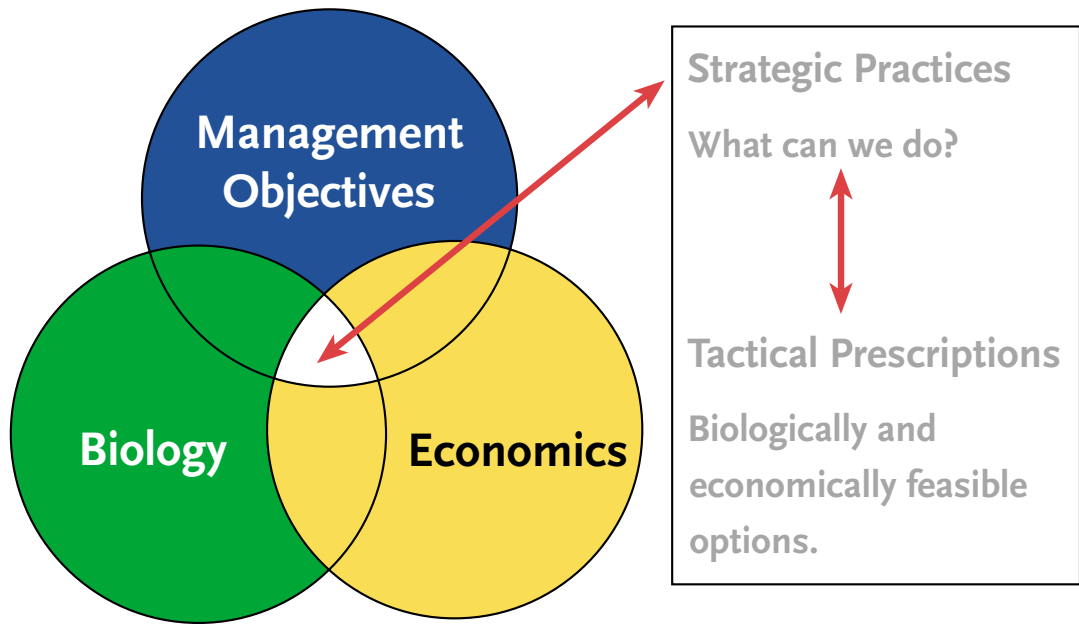 Management
Objectives
Biology
Economics
Strategic Practices
What can we do?
Tactical Prescriptions
Biologically and
economically feasible
options.